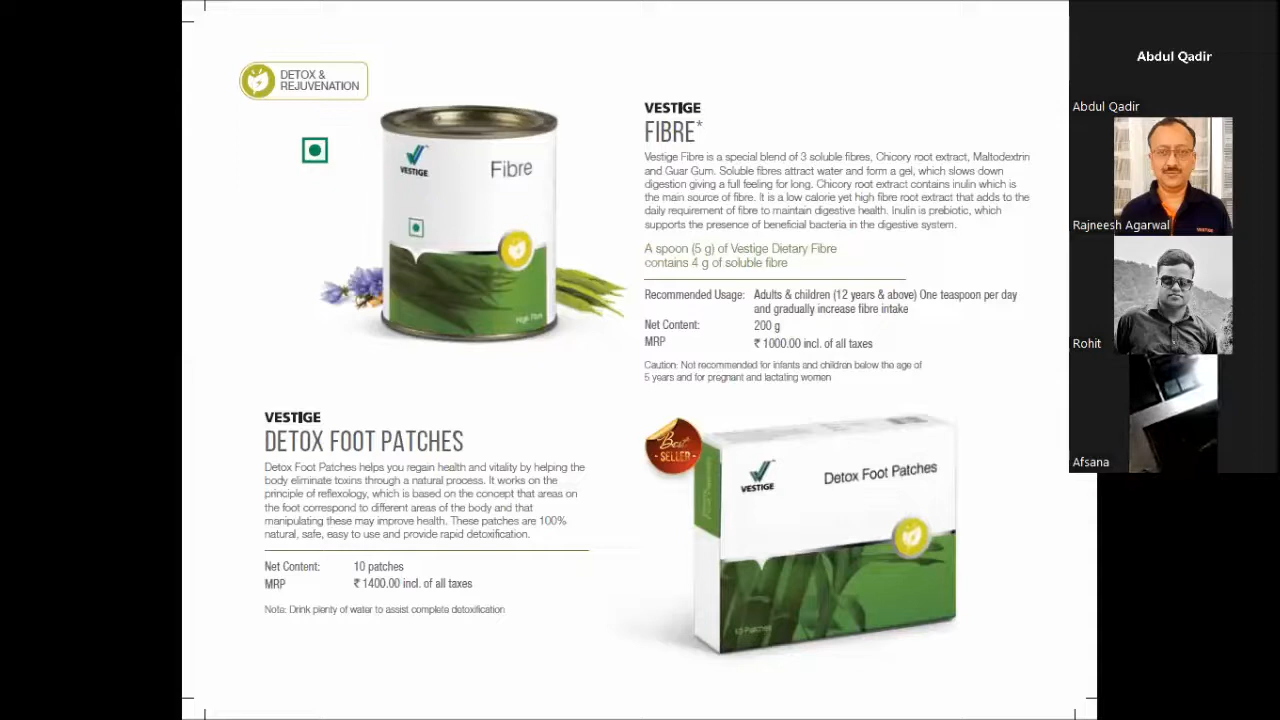 DETOX &
REJUVENATION
VESTIGE
Fibre
High Fibre
VESTIGE
FIBRE*
Vestige Fibre is a special blend of 3 soluble fibres, Chicory root extract, Maltodextrin
and Guar Gum. Soluble fibres attract water and form a gel, which slows down
digestion giving a full feeling for long. Chicory root extract contains inulin which is
the main source of fibre. It is a low calorie yet high fibre root extract that adds to the
daily requirement of fibre to maintain digestive health. Inulin is prebiotic, which
supports the presence of beneficial bacteria in the digestive system.
A spoon (5 g) of Vestige Dietary Fibre
contains 4 g of soluble fibre
Recommended Usage: Adults & children (12 years & above) One teaspoon per day
and gradually increase fibre intake
Net Content: 200 g
MRP ₹ 1000.00 incl. of all taxes
Caution: Not recommended for infants and children below the age of
5 years and for pregnant and lactating women
VESTIGE
DETOX FOOT PATCHES
Detox Foot Patches helps you regain health and vitality by helping the
body eliminate toxins through a natural process. It works on the
principle of reflexology, which is based on the concept that areas on
the foot correspond to different areas of the body and that
manipulating these may improve health. These patches are 100%
natural, safe, easy to use and provide rapid detoxification.
Net Content: 10 patches
MRP ₹ 1400.00 incl. of all taxes
Note: Drink plenty of water to assist complete detoxification
Best
- SELLER -
VESTIGE
Detox Foot Patches
10 Patches
Abdul Qadir
Abdul Qadir
Rajneesh Agarwal
Rohit
Afsana